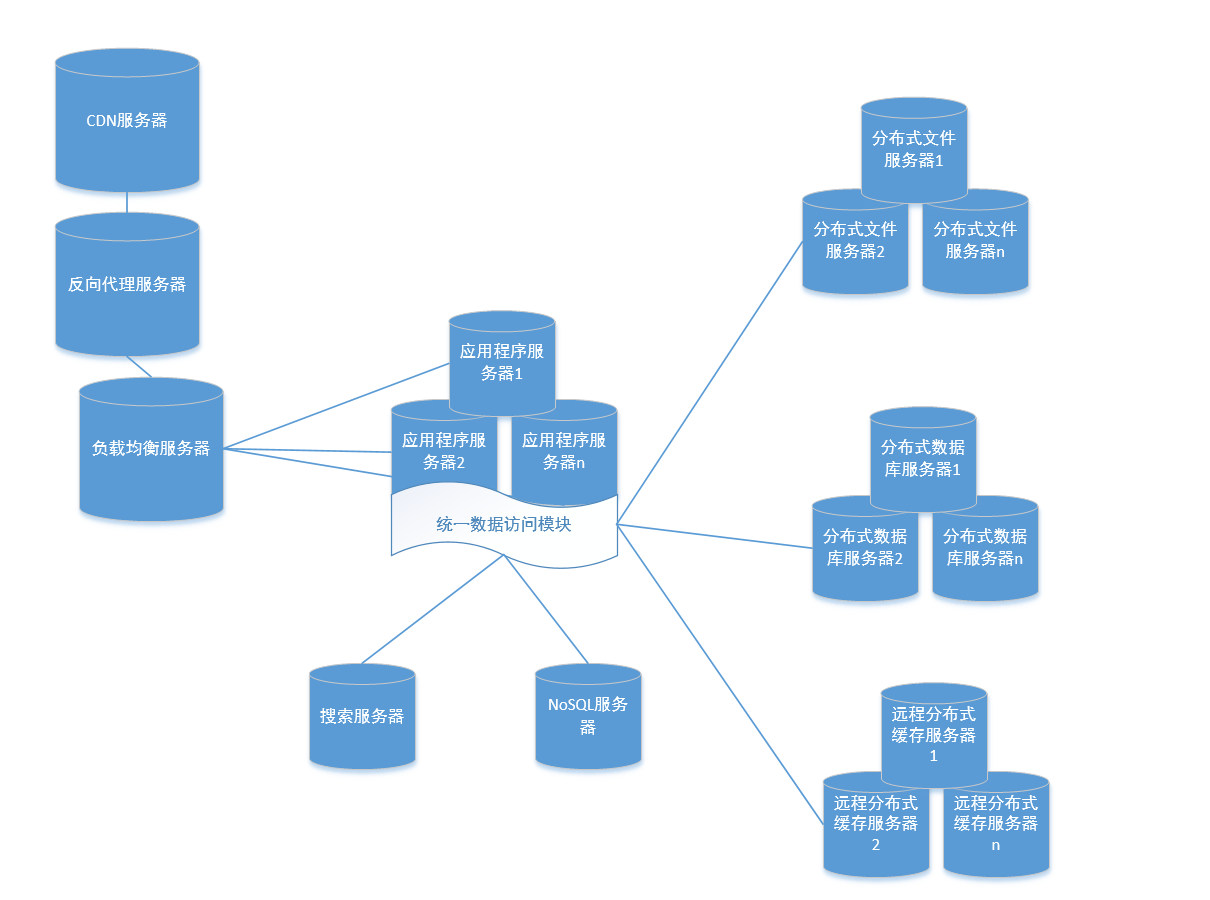 CDN服务器
反向代理服务器
负载均衡服务器
应用程序服
务器1
应用程序服
务器2
应用程序服
务器n
统一数据访问模块
搜索服务器
NoSQL服务
器
分布式文件
服务器1
分布式文件
服务器2
分布式文件
服务器n
分布式数据
库服务器1
分布式数据
库服务器2
分布式数据
库服务器n
远程分布式
缓存服务器
1
远程分布式
缓存服务器
2
远程分布式
缓存服务器
n